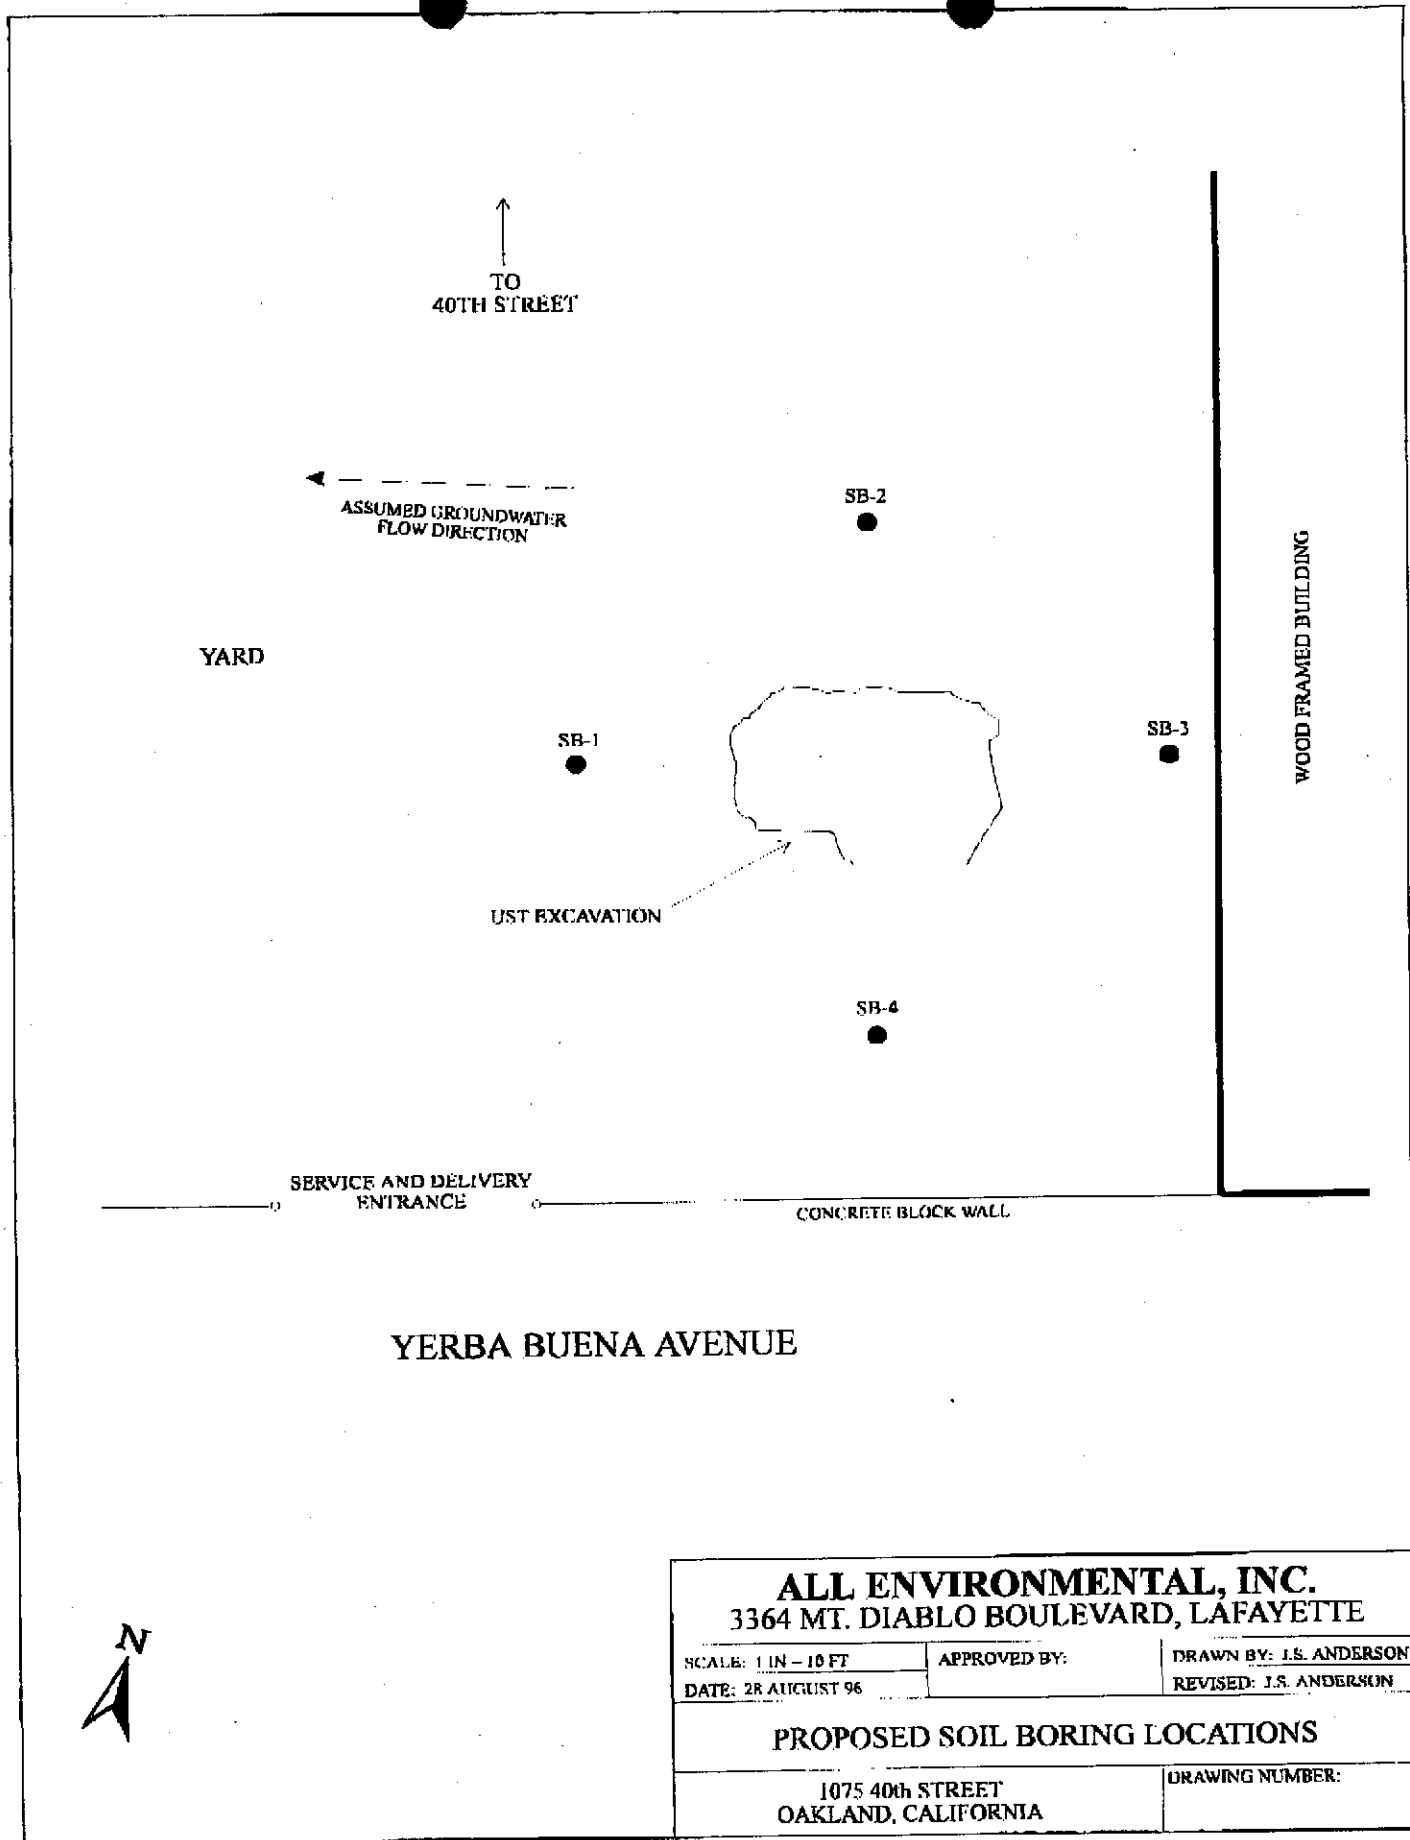 TO
40TH STREET
ASSUMED GROUNDWATER
FLOW DIRECTION
SB-2
YARD
SB-1
SB-3
WOOD FRAMED BUILDING
UST EXCAVATION
SB-4
SERVICE AND DELIVERY
ENTRANCE
CONCRETE BLOCK WALL
YERBA BUENA AVENUE
N
ALL ENVIRONMENTAL, INC.
3364 MT. DIABLO BOULEVARD, LAFAYETTE
SCALE: 1 IN – 10 FT
APPROVED BY:
DRAWN BY: J.S. ANDERSON
DATE: 28 AUGUST 96
REVISED: J.S. ANDERSON
PROPOSED SOIL BORING LOCATIONS
1075 40th STREET
OAKLAND, CALIFORNIA
DRAWING NUMBER: